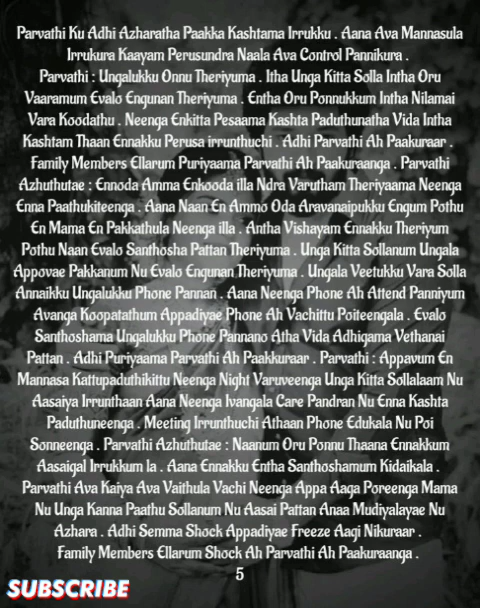 Parvathi Ku Adhi Azharatha Paakka Kashtama Irrukku . Aana Ava Mannasula
Irrukura Kaayam Perusundra Naala Ava Control Pannikura .
Parvathi : Ungalukku Onnu Theriyuma . Itha Unga Kitta Solla Intha Oru
Vaaramum Evalo Engunan Theriyuma . Entha Oru Ponnukkum Intha Nilamai
Vara Koodathu . Neenga Enkitta Pesaama Kashta Paduthunatha Vida Intha
Kashtam Thaan Ennakku Perusa irrunthuchi . Adhi Parvathi Ah Paakuraar .
Family Members Ellarum Puriyaama Parvathi Ah Paakuraanga . Parvathi
Azhuthutae : Ennoda Amma Enkooda illa Ndra Varutham Theriyaama Neenga
Enna Paathukiteenga . Aana Naan En Ammo Oda Aravanaipukku Engum Pothu
En Mama En Pakkathula Neenga illa . Antha Vishayam Ennakku Theriyum
Pothu Naan Evalo Santhosha Pattan Theriyuma . Unga Kitta Sollanum Ungala
Appovae Pakkanum Nu Evalo Engunan Theriyuma . Ungala Veetukku Vara Solla
Annaikku Ungalukku Phone Pannan . Aana Neenga Phone Ah Attend Panniyum
Avanga Koopatathum Appadiyae Phone Ah Vachittu Poiteengala . Evalo
Santhoshama Ungalukku Phone Pannano Atha Vida Adhigama Vethanai
Pattan . Adhi Puriyaama Parvathi Ah Paakkuraar . Parvathi : Appavum En
Mannasa Kattupaduthikittu Neenga Night Varuveenga Unga Kitta Sollalaam Nu
Aasaiya Irrunthaan Aana Neenga Ivangala Care Pandran Nu Enna Kashta
Paduthuneenga . Meeting Irrunthuchi Athaan Phone Edukala Nu Poi
Sonneenga . Parvathi Azhuthutae : Naanum Oru Ponnu Thaana Ennakkum
Aasaigal Irrukkum la . Aana Ennakku Entha Santhoshamum Kidaikala .
Parvathi Ava Kaiya Ava Vaithula Vachi Neenga Appa Aaga Poreenga Mama
Nu Unga Kanna Paathu Sollanum Nu Aasai Pattan Anaa Mudiyalayae Nu
Azhara . Adhi Semma Shock Appadiyae Freeze Aagi Nikuraar .
Family Members Ellarum Shock Ah Parvathi Ah Paakuraanga .
5
SUBSCRIBE